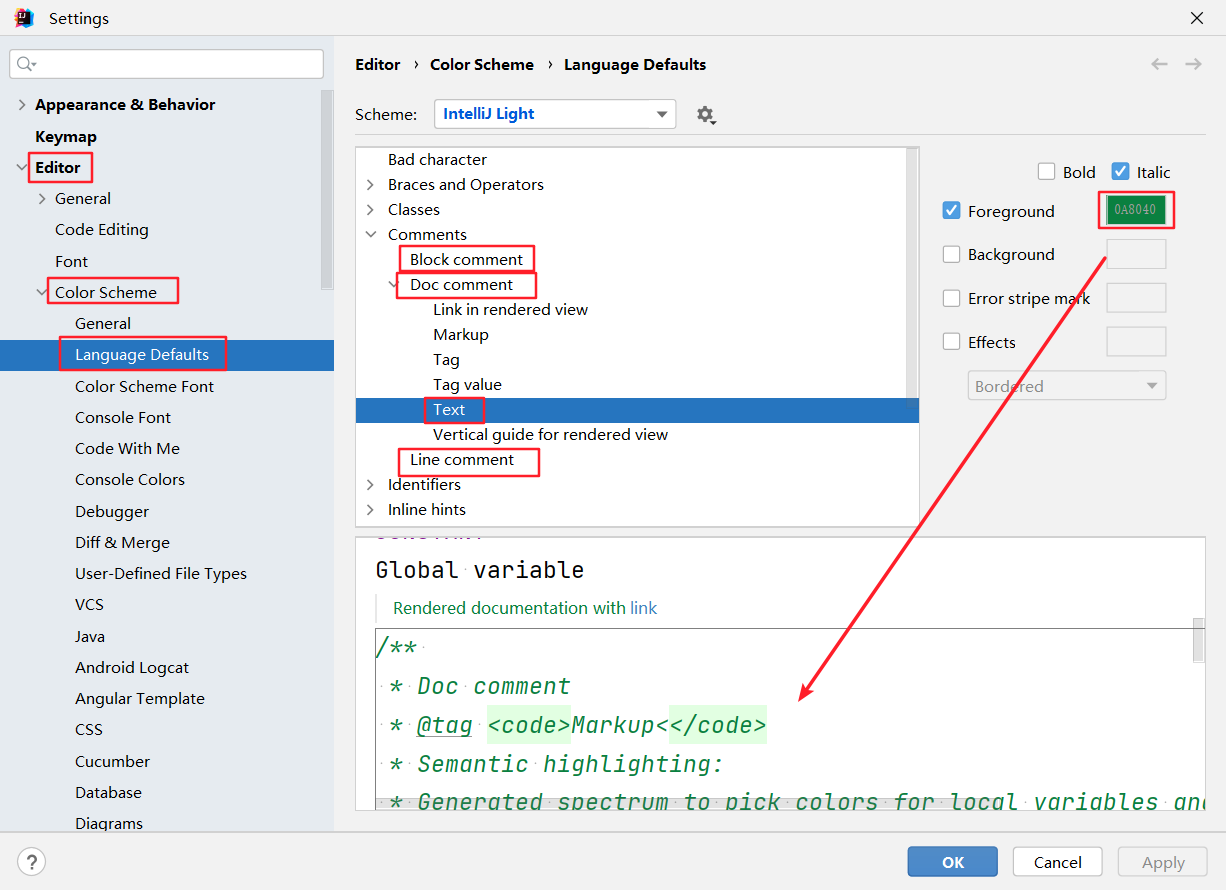 Settings
Editor › Color Scheme › Language Defaults
Appearance & Behavior
Keymap
Editor
General
Code Editing
Font
Color Scheme
General
Language Defaults
Color Scheme Font
Console Font
Code With Me
Console Colors
Debugger
Diff & Merge
User-Defined File Types
VCS
Java
Android Logcat
Angular Template
CSS
Cucumber
Database
Diagrams
Scheme: IntelliJ Light
Bad character
Braces and Operators
Classes
Comments
Block comment
Doc comment
Link in rendered view
Markup
Tag
Tag value
Text
Vertical guide for rendered view
Line comment
Identifiers
Inline hints
Bold Italic
Foreground 0A8040
Background
Error stripe mark
Effects
Bordered
Global variable
Rendered documentation with link
/**
* Doc comment
* @tag <code>Markup<</code>
* Semantic highlighting:
* Generated spectrum to pick colors for local variables
? OK Cancel Apply